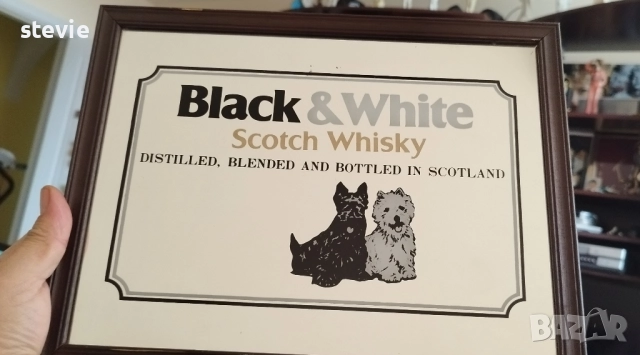 stevie
Black & White
Scotch Whisky
DISTILLED, BLENDED AND BOTTLED IN SCOTLAND
BAZAR